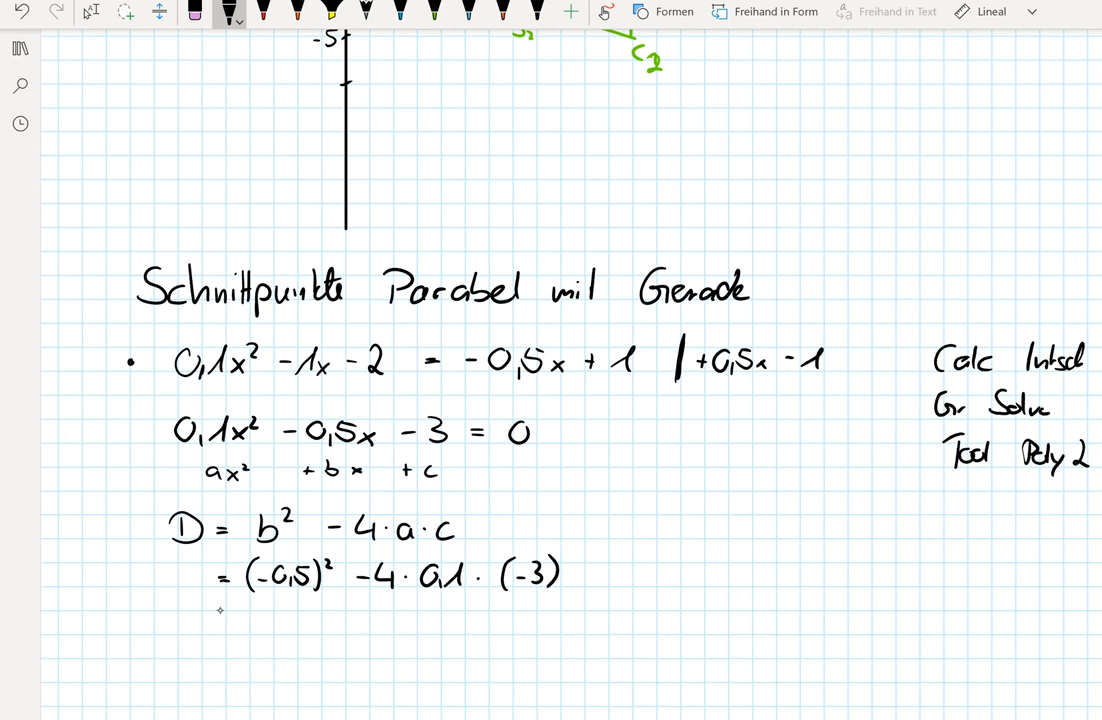 Formen Freihand in Form Freihand in Text Lineal
-5
C2
Schnittpunkte Parabel mit Gerade
• 0,1x² - 1x - 2 = - 0,5x + 1 | +0,5x - 1
0,1x² - 0,5x - 3 = 0
ax² + bx + c
D = b² - 4·a·c
= (-0,5)² - 4 · 0,1 · (-3)
Calc Intsct
Gr Solve
Tool Poly 2